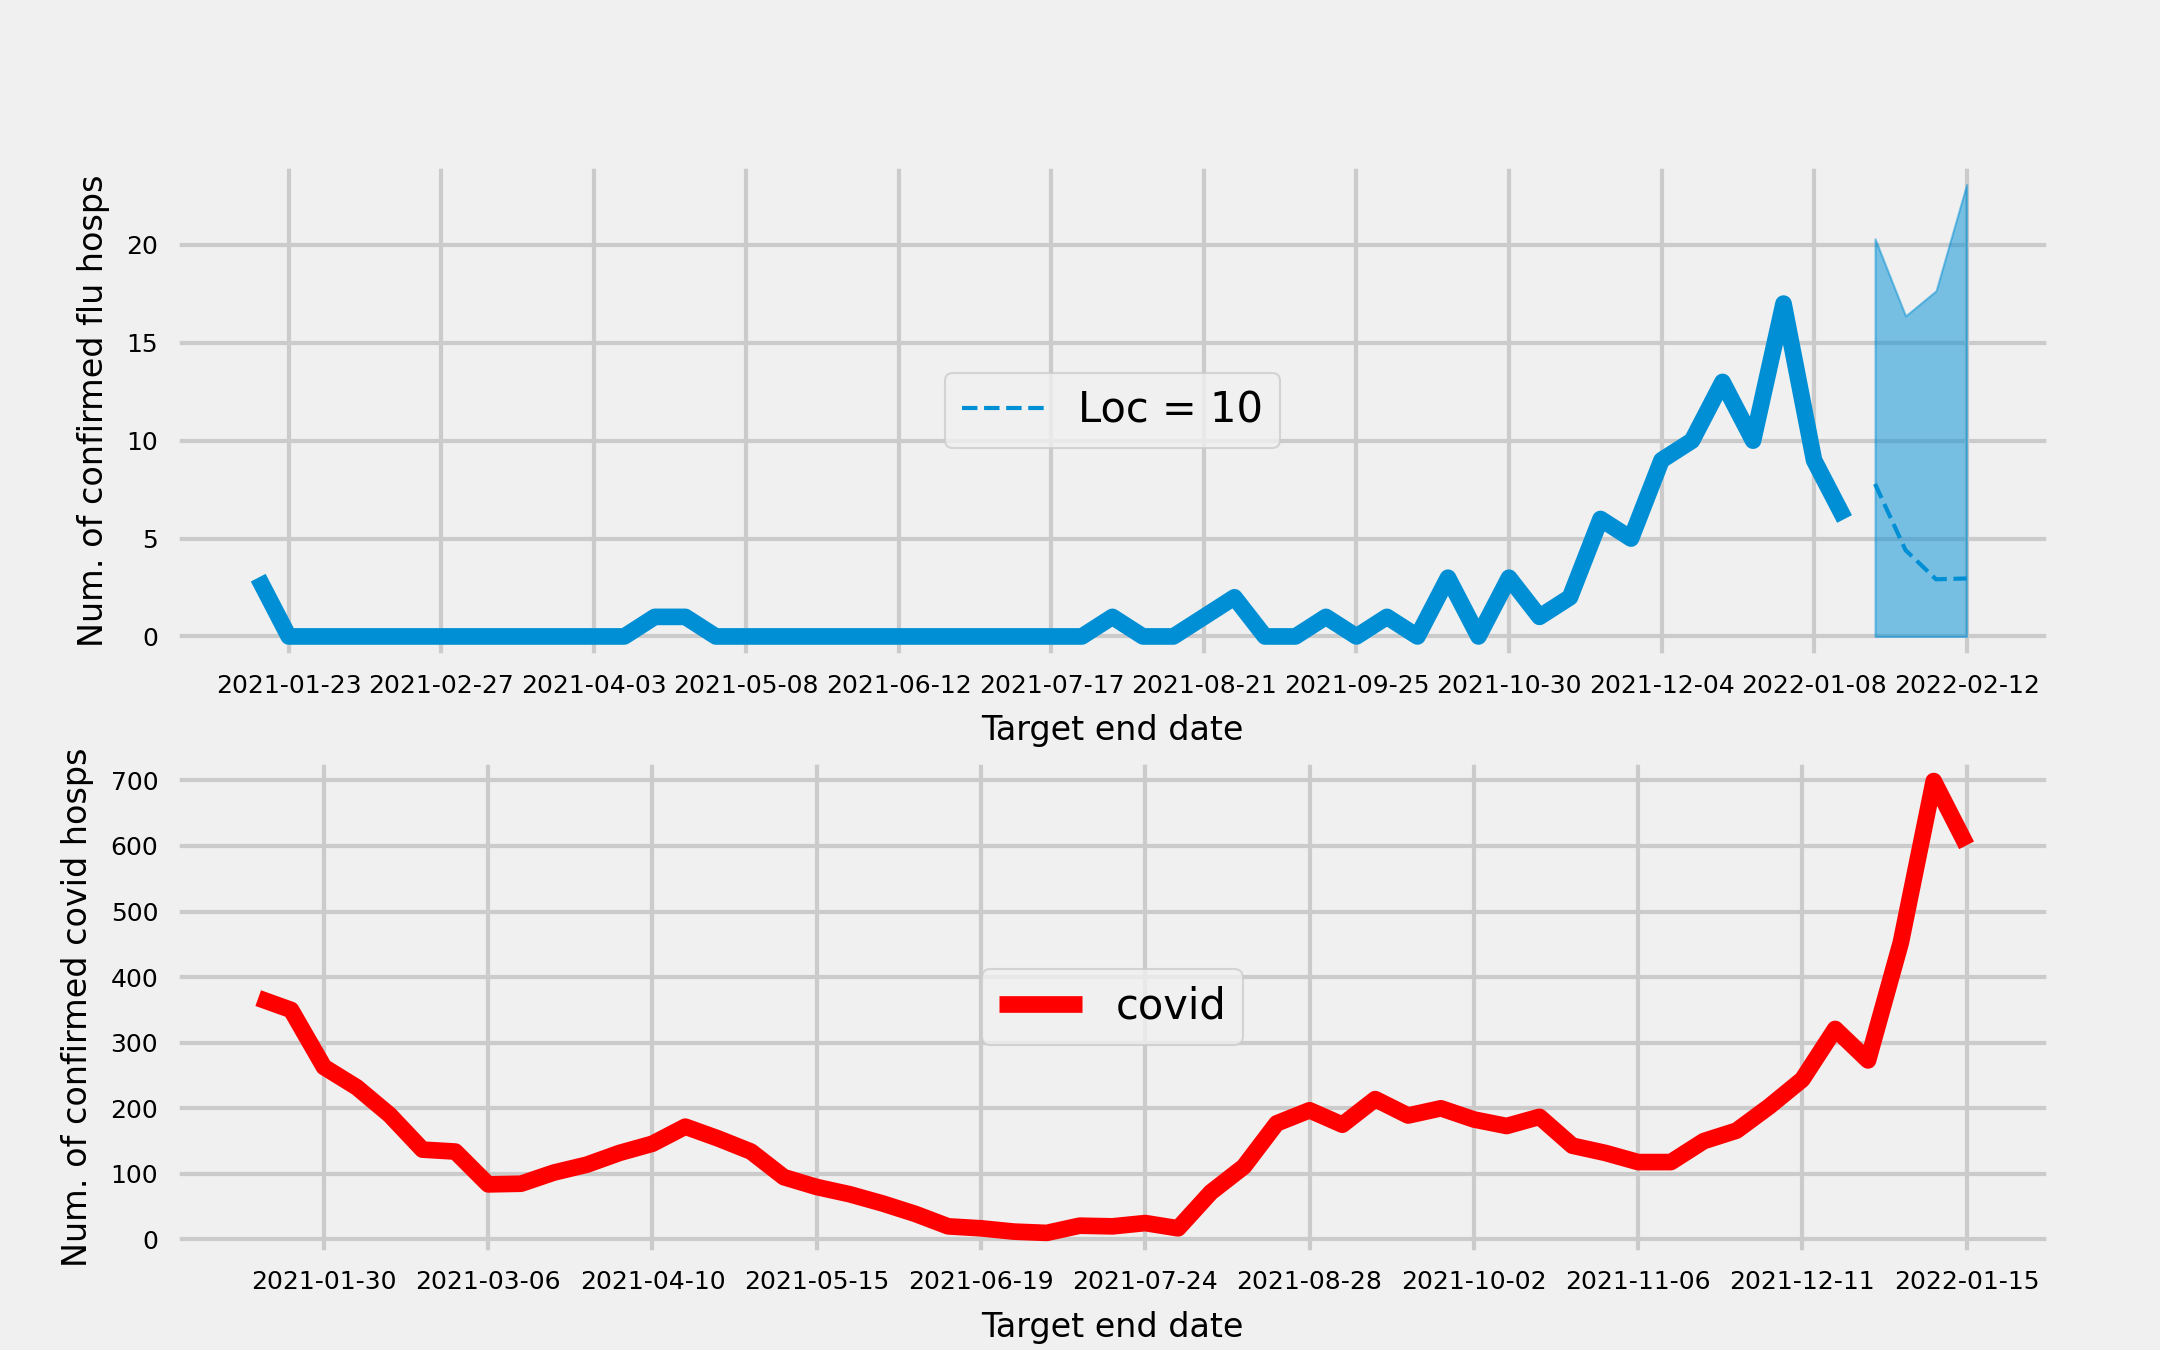 Num. of confirmed flu hosps
20
15
10
5
0
Loc = 10
2021-01-23 2021-02-27 2021-04-03 2021-05-08 2021-06-12 2021-07-17 2021-08-21 2021-09-25 2021-10-30 2021-12-04 2022-01-08 2022-02-12
Target end date
Num. of confirmed covid hosps
700
600
500
400
300
200
100
0
covid
2021-01-30 2021-03-06 2021-04-10 2021-05-15 2021-06-19 2021-07-24 2021-08-28 2021-10-02 2021-11-06 2021-12-11 2022-01-15
Target end date